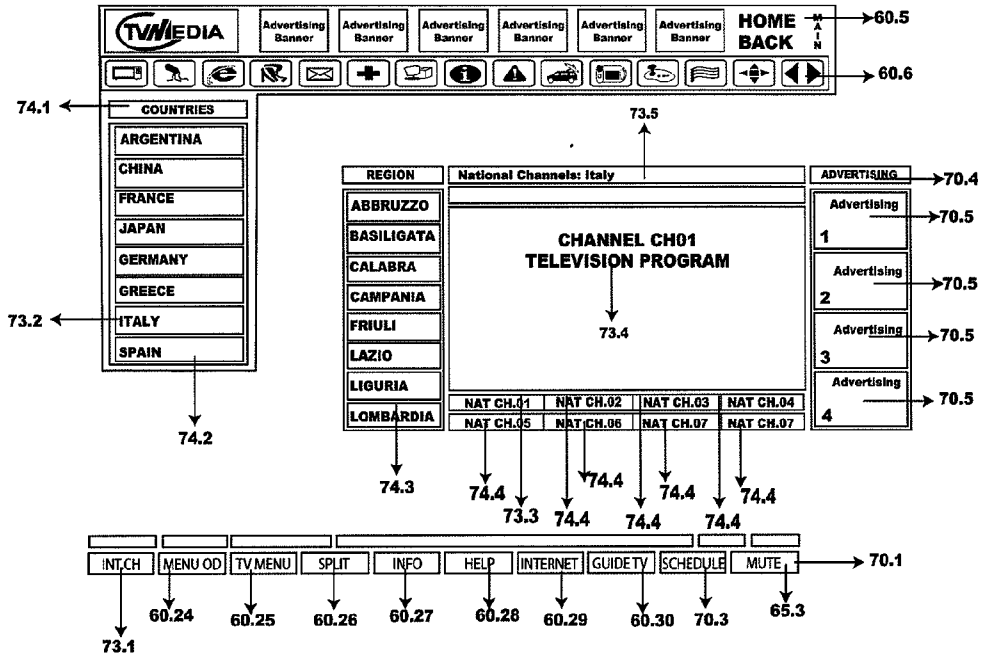 TVMEDIA
Advertising Banner
Advertising Banner
Advertising Banner
Advertising Banner
Advertising Banner
Advertising Banner
HOME
BACK
MAIN
60.5
60.6
74.1
COUNTRIES
ARGENTINA
CHINA
FRANCE
JAPAN
GERMANY
GREECE
73.2
ITALY
SPAIN
74.2
73.5
REGION
National Channels: Italy
ADVERTISING
70.4
ABBRUZZO
BASILIGATA
CALABRA
CAMPANIA
FRIULI
LAZIO
LIGURIA
LOMBARDIA
74.3
CHANNEL CH01
TELEVISION PROGRAM
73.4
Advertising
1
70.5
Advertising
2
70.5
Advertising
3
70.5
Advertising
4
70.5
NAT CH.01 NAT CH.02 NAT CH.03 NAT CH.04
NAT CH.05 NAT CH.06 NAT CH.07 NAT CH.07
74.4 74.4 74.4 74.4
73.3 74.4 74.4 74.4
INT.CH MENU OD TV MENU SPLIT INFO HELP INTERNET GUIDE TV SCHEDULE MUTE
70.1
73.1 60.24 60.25 60.26 60.27 60.28 60.29 60.30 70.3 65.3